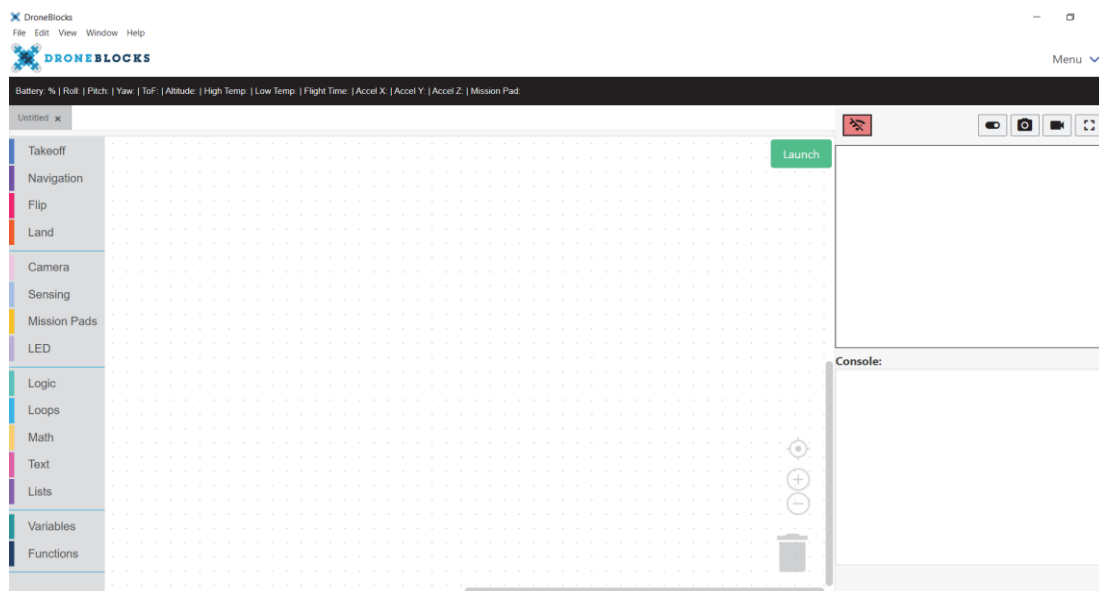 DroneBlocks
File Edit View Window Help
DRONEBLOCKS
Menu
Battery: % | Roll: | Pitch: | Yaw: | ToF: | Altitude: | High Temp: | Low Temp: | Flight Time: | Accel X: | Accel Y: | Accel Z: | Mission Pad:
Untitled x
Takeoff
Launch
Navigation
Flip
Land
Camera
Sensing
Mission Pads
LED
Console:
Logic
Loops
Math
Text
Lists
Variables
Functions